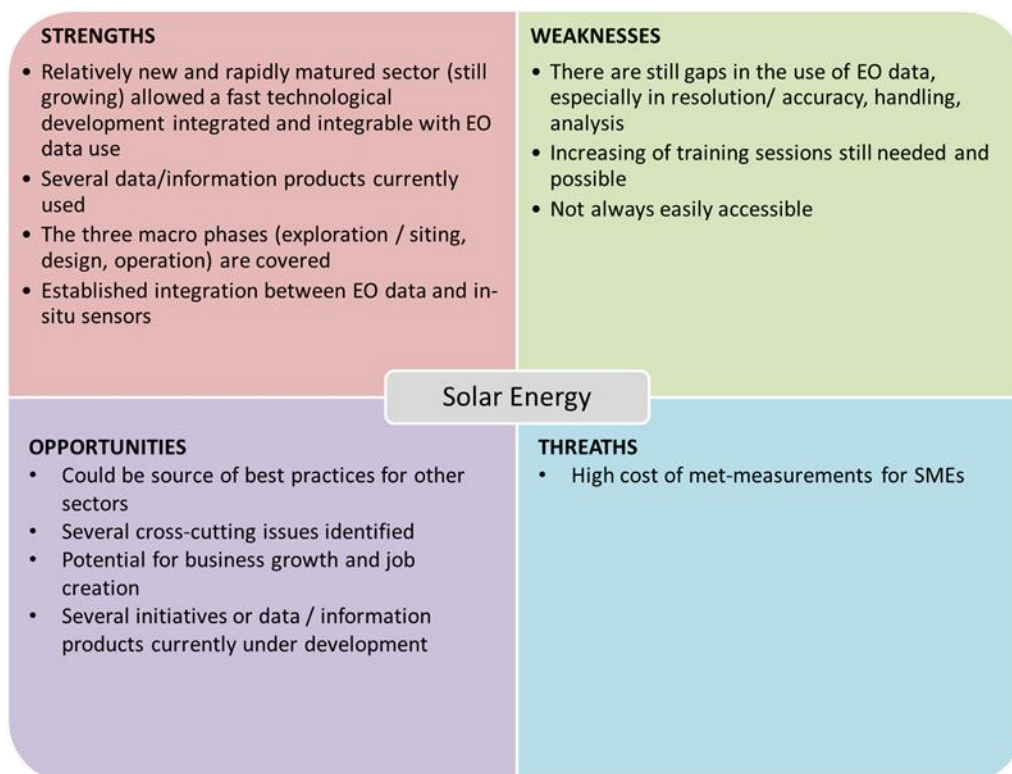 STRENGTHS
• Relatively new and rapidly matured sector (still
growing) allowed a fast technological
development integrated and integrable with EO
data use
• Several data/information products currently
used
• The three macro phases (exploration / siting,
design, operation) are covered
• Established integration between EO data and in-
situ sensors
WEAKNESSES
• There are still gaps in the use of EO data,
especially in resolution/ accuracy, handling,
analysis
• Increasing of training sessions still needed and
possible
• Not always easily accessible
Solar Energy
OPPORTUNITIES
• Could be source of best practices for other
sectors
• Several cross-cutting issues identified
• Potential for business growth and job
creation
• Several initiatives or data / information
products currently under development
THREATHS
• High cost of met-measurements for SMEs